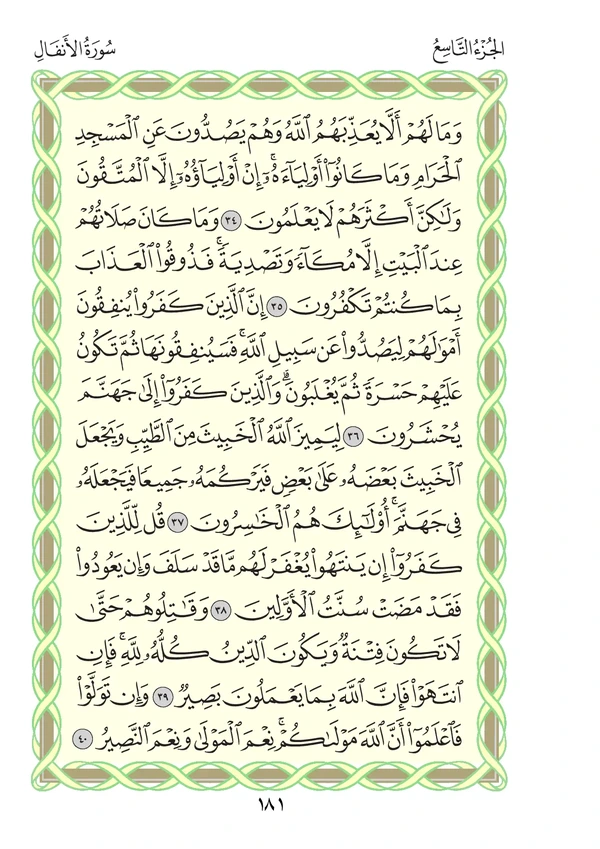 الجُزْءُ التَّاسِعُ
سُورَةُ الأَنفَالِ
وَمَا لَهُمْ أَلَّا يُعَذِّبَهُمُ ٱللَّهُ وَهُمْ يَصُدُّونَ عَنِ ٱلْمَسْجِدِ
ٱلْحَرَامِ وَمَا كَانُوٓا۟ أَوْلِيَآءَهُۥٓ ۚ إِنْ أَوْلِيَآؤُهُۥٓ إِلَّا ٱلْمُتَّقُونَ
وَلَٰكِنَّ أَكْثَرَهُمْ لَا يَعْلَمُونَ ٣٤ وَمَا كَانَ صَلَاتُهُمْ
عِندَ ٱلْبَيْتِ إِلَّا مُكَآءً وَتَصْدِيَةً ۚ فَذُوقُوا۟ ٱلْعَذَابَ
بِمَا كُنتُمْ تَكْفُرُونَ ٣٥ إِنَّ ٱلَّذِينَ كَفَرُوا۟ يُنفِقُونَ
أَمْوَٰلَهُمْ لِيَصُدُّوا۟ عَن سَبِيلِ ٱللَّهِ ۚ فَسَيُنفِقُونَهَا ثُمَّ تَكُونُ
عَلَيْهِمْ حَسْرَةً ثُمَّ يُغْلَبُونَ ۗ وَٱلَّذِينَ كَفَرُوٓا۟ إِلَىٰ جَهَنَّمَ
يُحْشَرُونَ ٣٦ لِيَمِيزَ ٱللَّهُ ٱلْخَبِيثَ مِنَ ٱلطَّيِّبِ وَيَجْعَلَ
ٱلْخَبِيثَ بَعْضَهُۥ عَلَىٰ بَعْضٍ فَيَرْكُمَهُۥ جَمِيعًا فَيَجْعَلَهُۥ
فِى جَهَنَّمَ ۚ أُو۟لَٰٓئِكَ هُمُ ٱلْخَٰسِرُونَ ٣٧ قُل لِّلَّذِينَ
كَفَرُوٓا۟ إِن يَنتَهُوا۟ يُغْفَرْ لَهُم مَّا قَدْ سَلَفَ وَإِن يَعُودُوا۟
فَقَدْ مَضَتْ سُنَّتُ ٱلْأَوَّلِينَ ٣٨ وَقَٰتِلُوهُمْ حَتَّىٰ
لَا تَكُونَ فِتْنَةٌ وَيَكُونَ ٱلدِّينُ كُلُّهُۥ لِلَّهِ ۚ فَإِنِ
ٱنتَهَوْا۟ فَإِنَّ ٱللَّهَ بِمَا يَعْمَلُونَ بَصِيرٌ ٣٩ وَإِن تَوَلَّوْا۟
فَٱعْلَمُوٓا۟ أَنَّ ٱللَّهَ مَوْلَىٰكُمْ ۚ نِعْمَ ٱلْمَوْلَىٰ وَنِعْمَ ٱلنَّصِيرُ ٤٠
١٨١